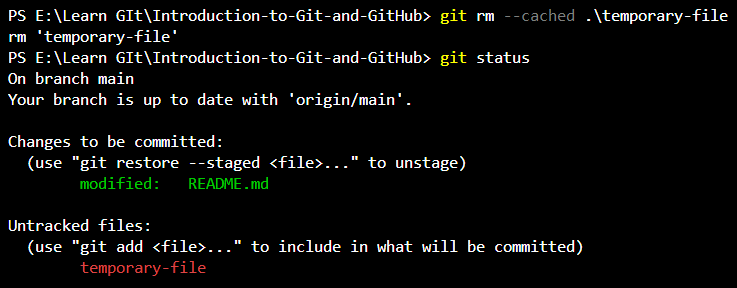 PS E:\Learn GIt\Introduction-to-Git-and-GitHub> git rm --cached .\temporary-file
rm 'temporary-file'
PS E:\Learn GIt\Introduction-to-Git-and-GitHub> git status
On branch main
Your branch is up to date with 'origin/main'.

Changes to be committed:
  (use "git restore --staged <file>..." to unstage)
        modified:   README.md

Untracked files:
  (use "git add <file>..." to include in what will be committed)
        temporary-file